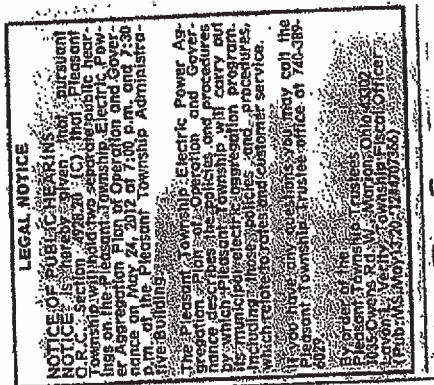 LEGAL NOTICE
NOTICE OF PUBLIC HEARINGS
NOTICE is hereby given that pursuant
O.R.C. section 4928.20 (C) that Pleasant
Township will hold two separate public hear-
ings on the Pleasant Township Electric Pow-
er Aggregation Plan of Operation and Gover-
nance on May 24, 2012 at 7:00 p.m. and 7:30
p.m. at the Pleasant Township Administra-
tive Building.
The Pleasant Township Electric Power Ag-
gregation Plan of Operation and Gover-
nance describes the policies and procedures
by which Pleasant Township will carry out
its municipal electric aggregation program,
including those policies and procedures,
which relate to rates and customer service.
If you have any questions, you may call the
Pleasant Township Trustee office at 740-389-
By order of the
Pleasant Township Trustees
Owens Rd. W., Marion, Ohio 43302
Fiscal Officer